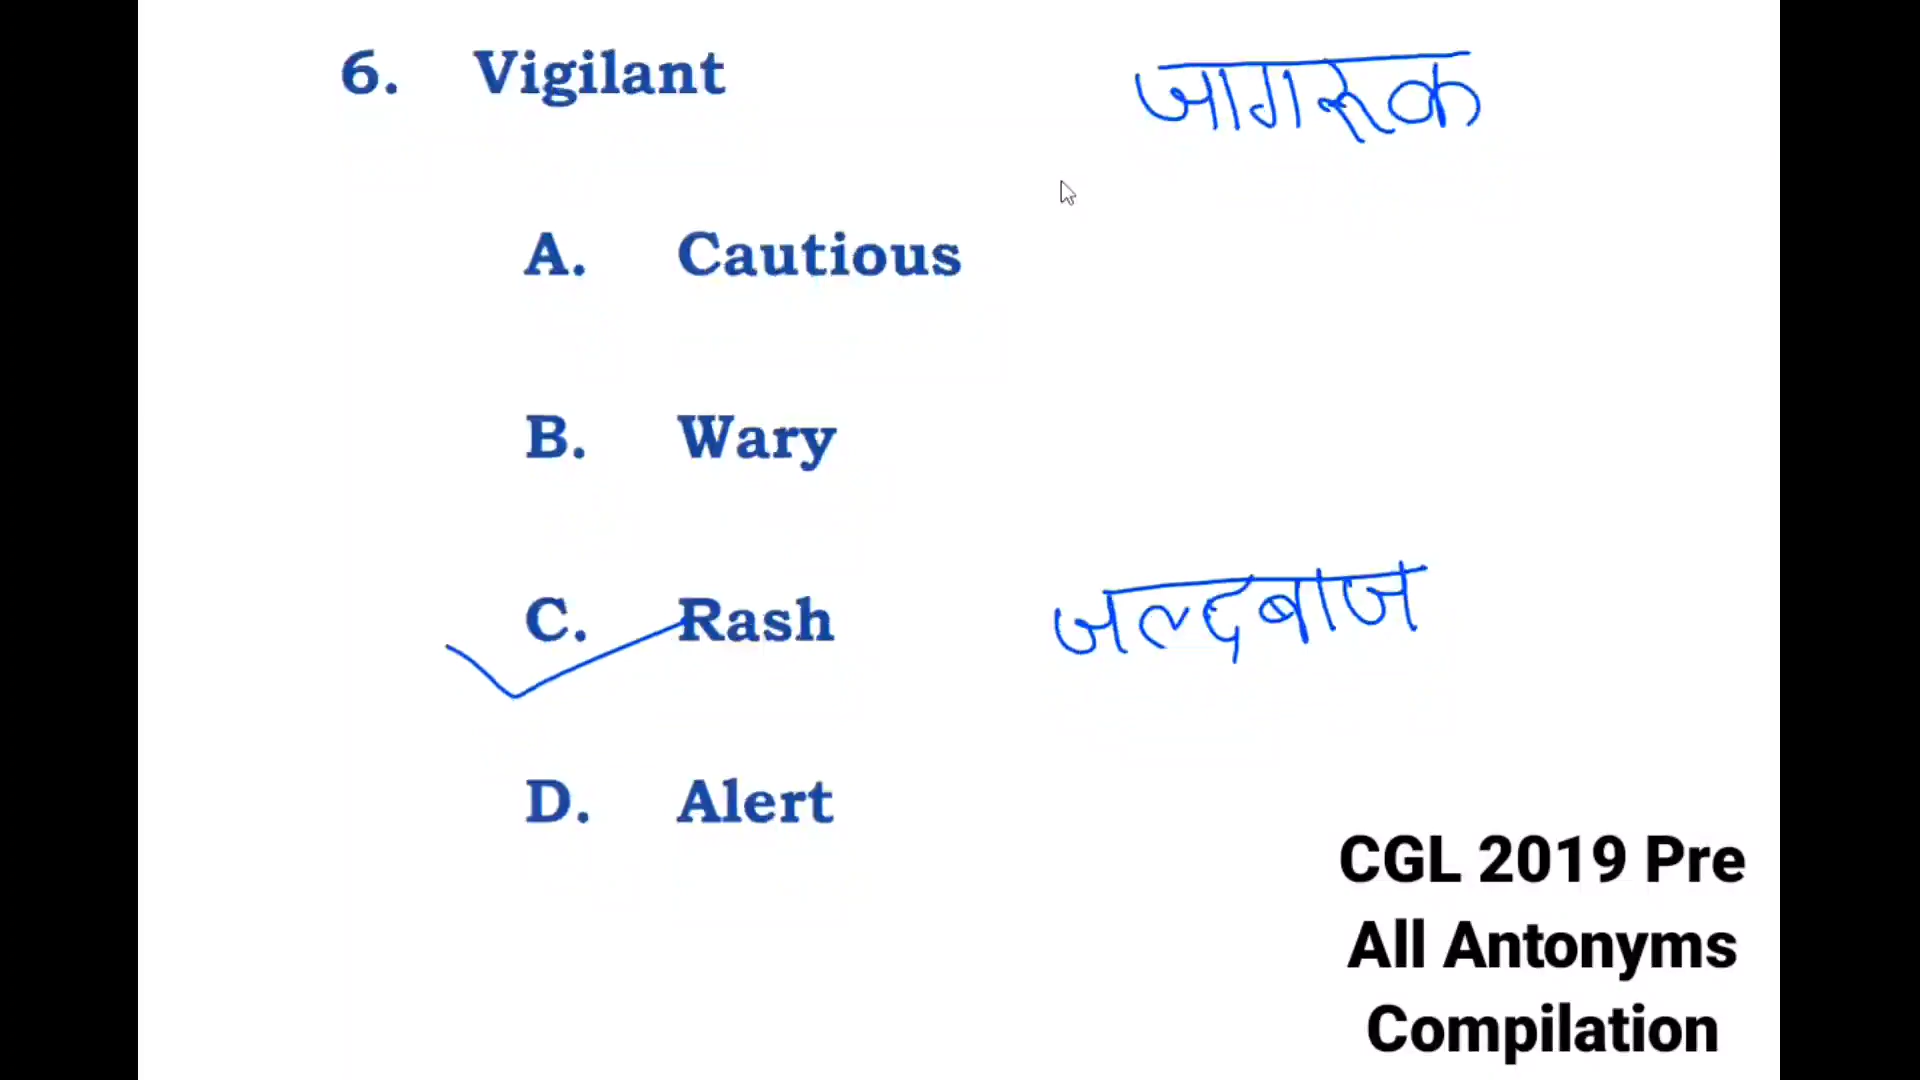 6. Vigilant जागरूक
A. Cautious
B. Wary
C. Rash जल्दबाज
D. Alert
CGL 2019 Pre
All Antonyms
Compilation